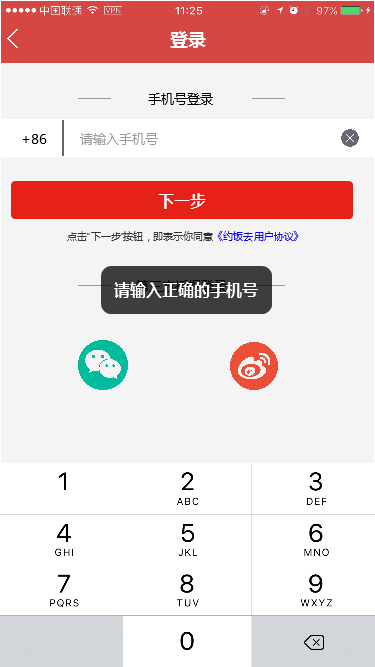 中国联通 VPN 11:25 97%
登录
手机号登录
+86 请输入手机号
下一步
点击“下一步”按钮，即表示你同意《约饭去用户协议》
请输入正确的手机号
1 2 3
ABC DEF
4 5 6
GHI JKL MNO
7 8 9
PQRS TUV WXYZ
0